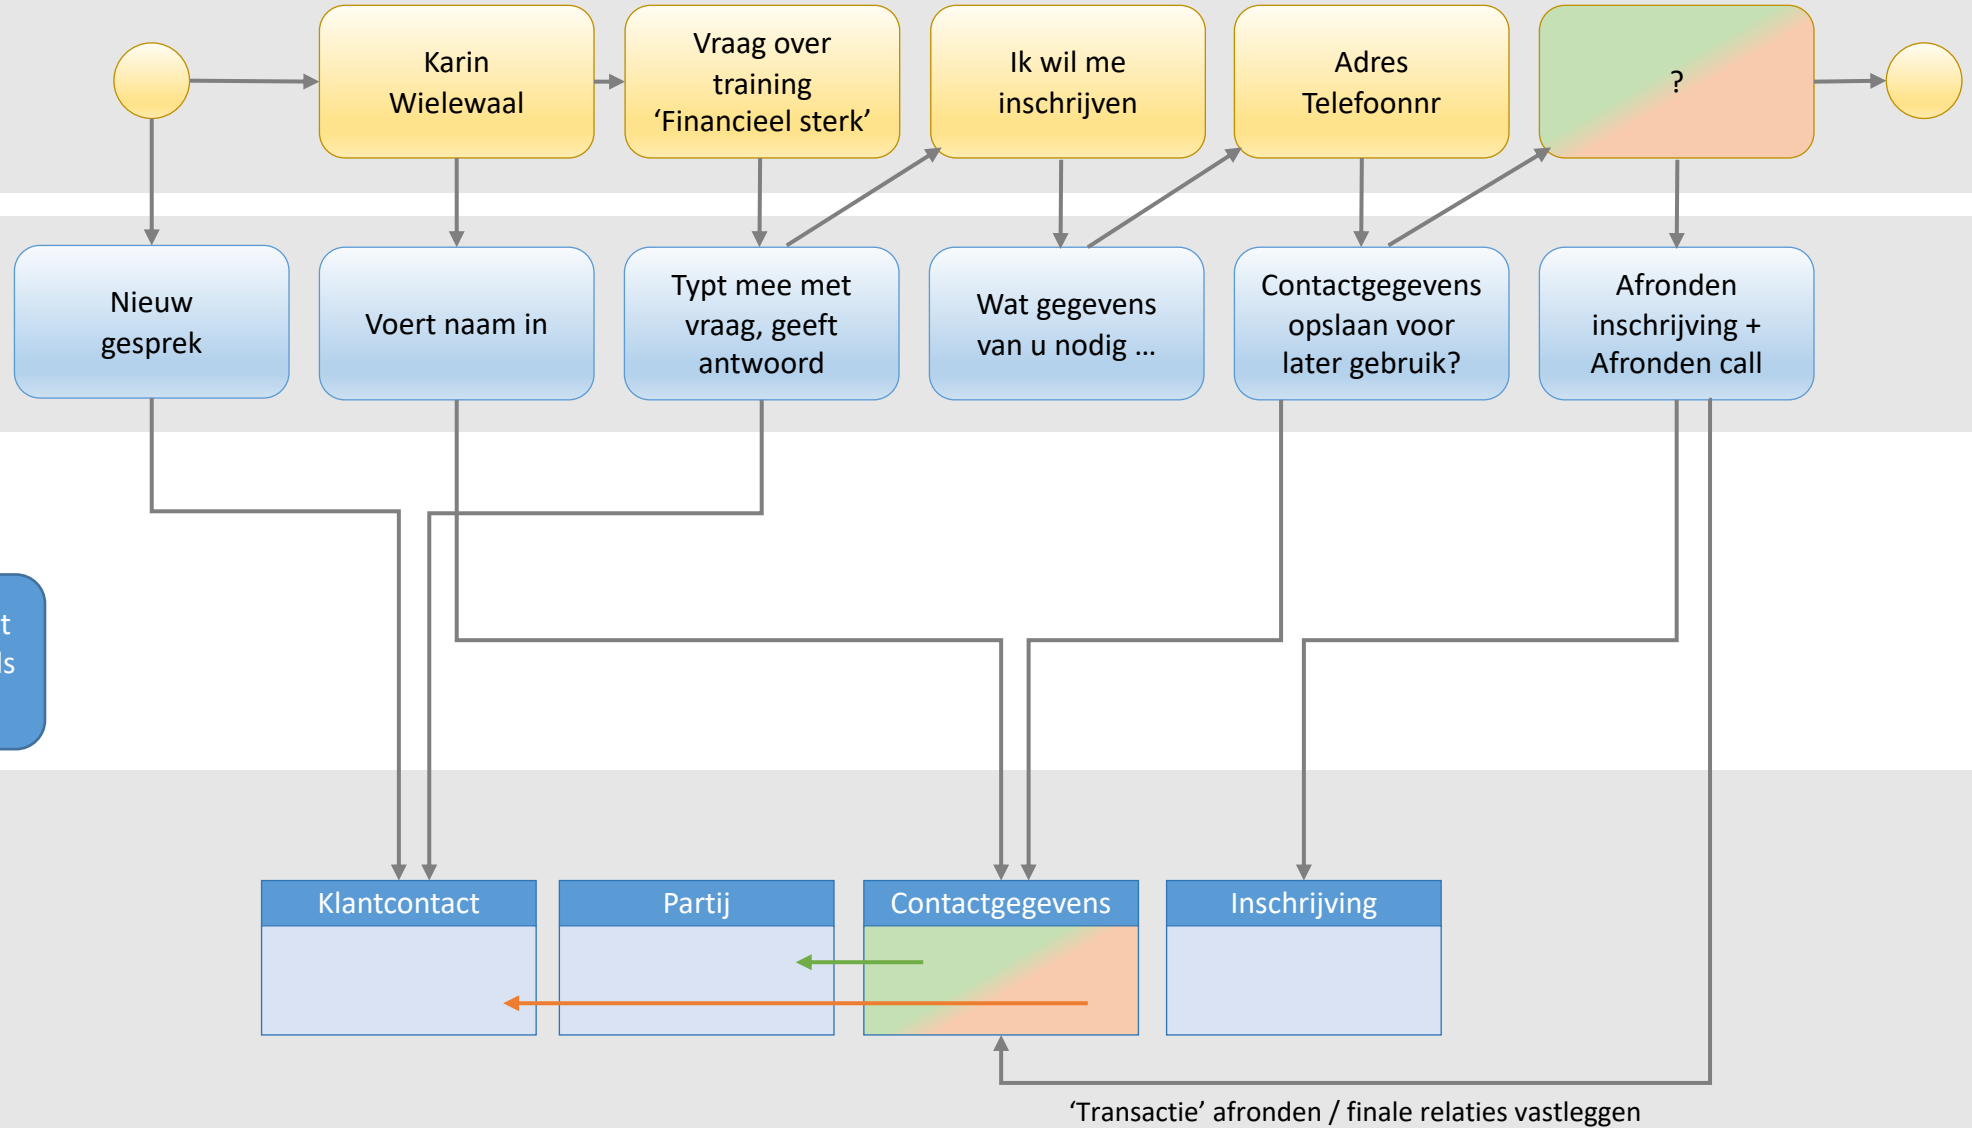 Karin
Wielewaal
Vraag over
training
‘Financieel sterk’
Ik wil me
inschrijven
Adres
Telefoonnr
?
Nieuw
gesprek
Voert naam in
Typt mee met
vraag, geeft
antwoord
Wat gegevens
van u nodig ...
Contactgegevens
opslaan voor
later gebruik?
Afronden
inschrijving +
Afronden call
Klantcontact
Partij
Contactgegevens
Inschrijving
‘Transactie’ afronden / finale relaties vastleggen